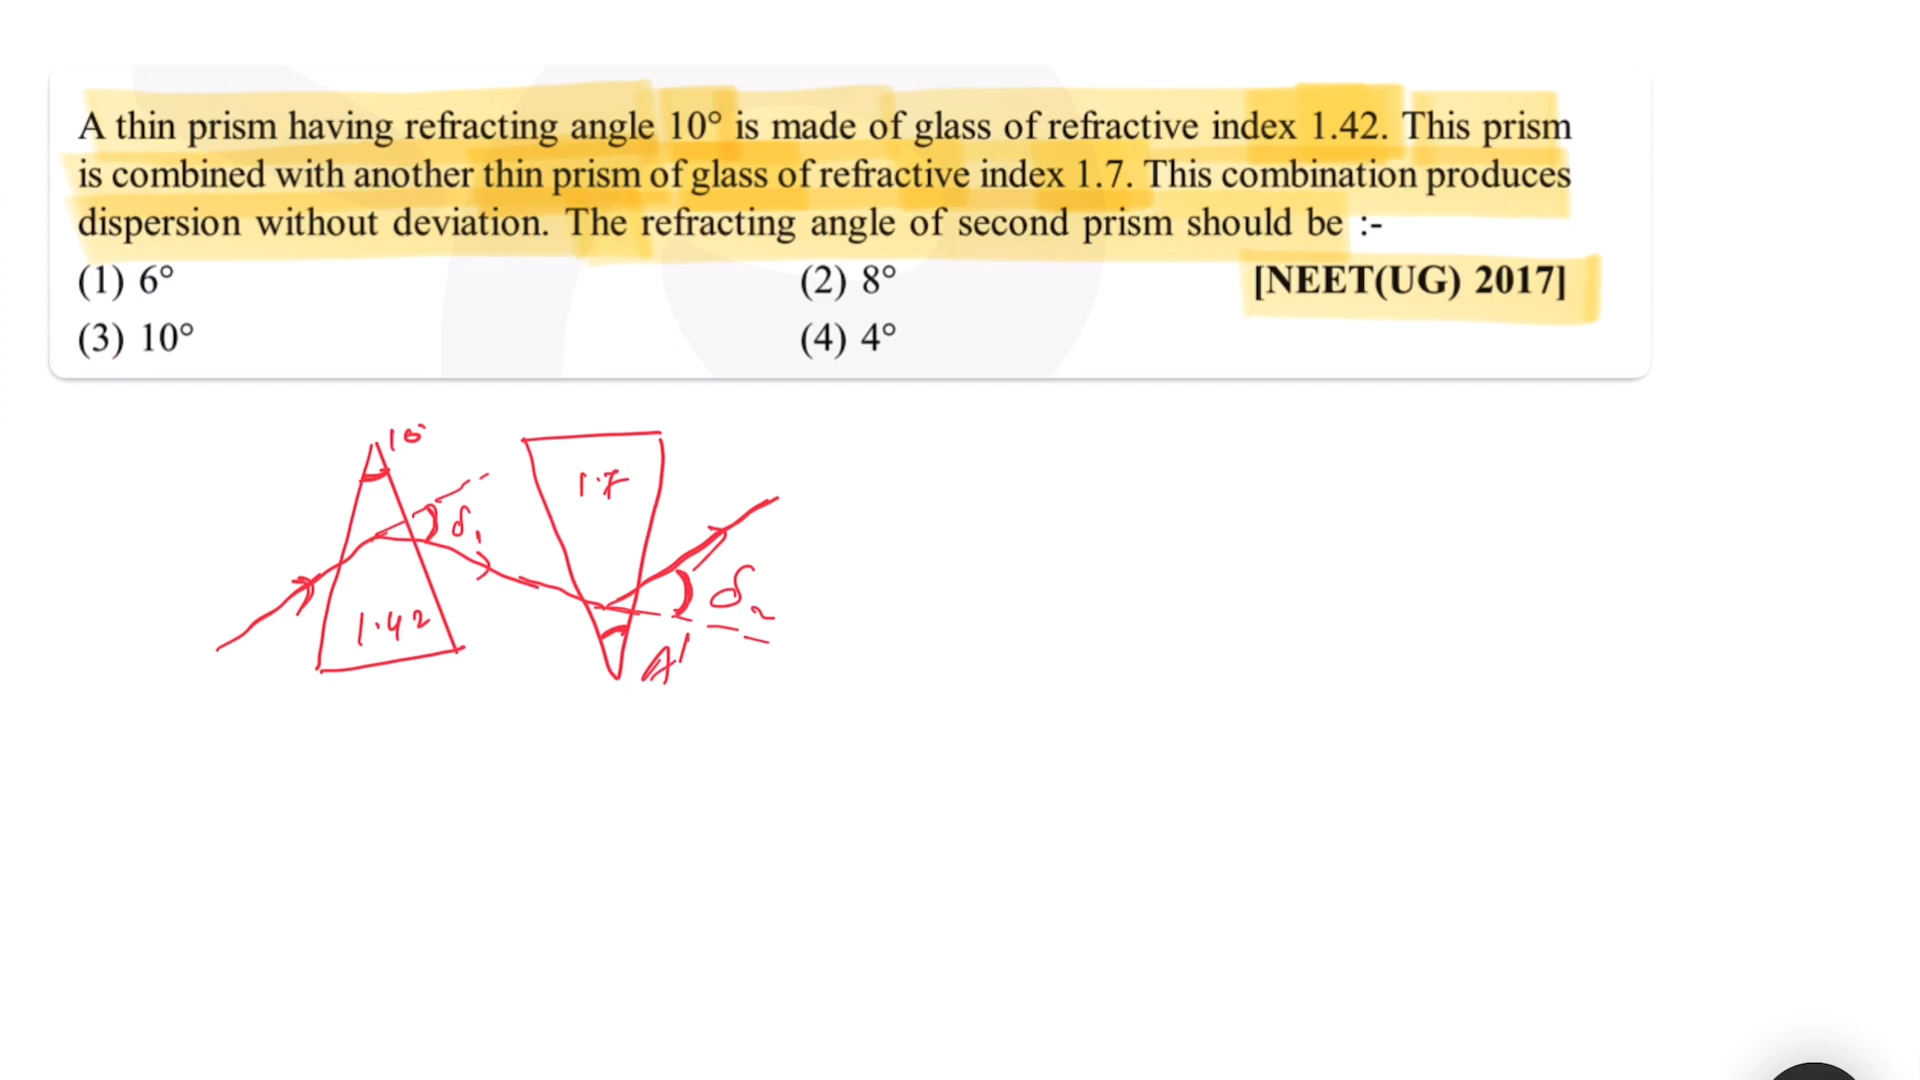 A thin prism having refracting angle 10° is made of glass of refractive index 1.42. This prism
is combined with another thin prism of glass of refractive index 1.7. This combination produces
dispersion without deviation. The refracting angle of second prism should be :-
(1) 6° (2) 8° [NEET(UG) 2017]
(3) 10° (4) 4°
10°
1.7
δ₁
δ₂
1.42
A'